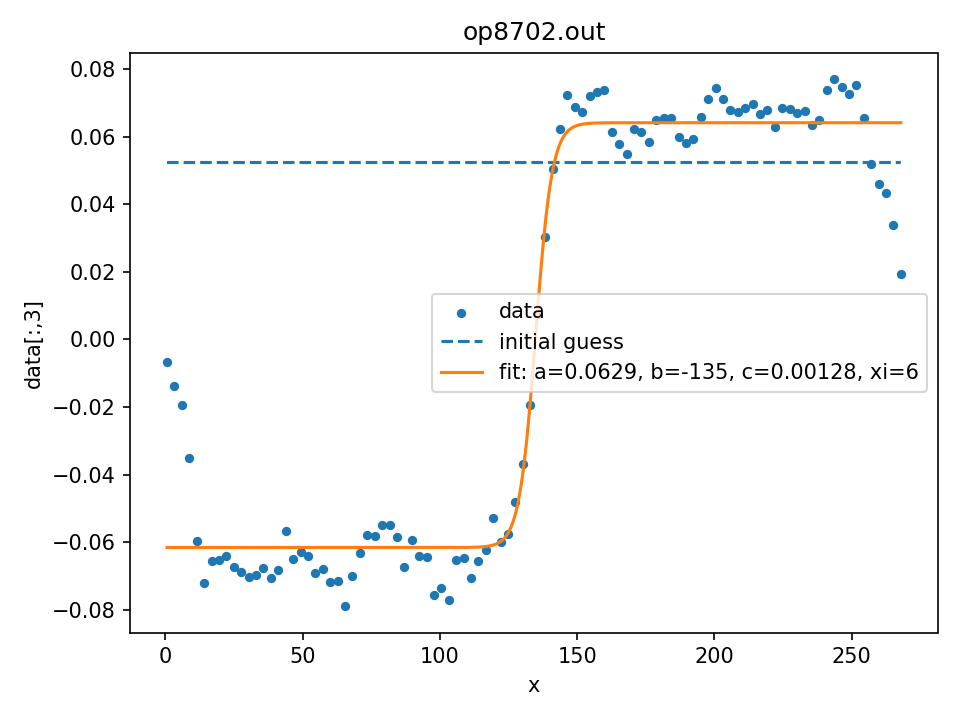 op8702.out
0.08
0.06
0.04
0.02
0.00
−0.02
−0.04
−0.06
−0.08
data[:,3]
data
initial guess
fit: a=0.0629, b=-135, c=0.00128, xi=6
0 50 100 150 200 250
x